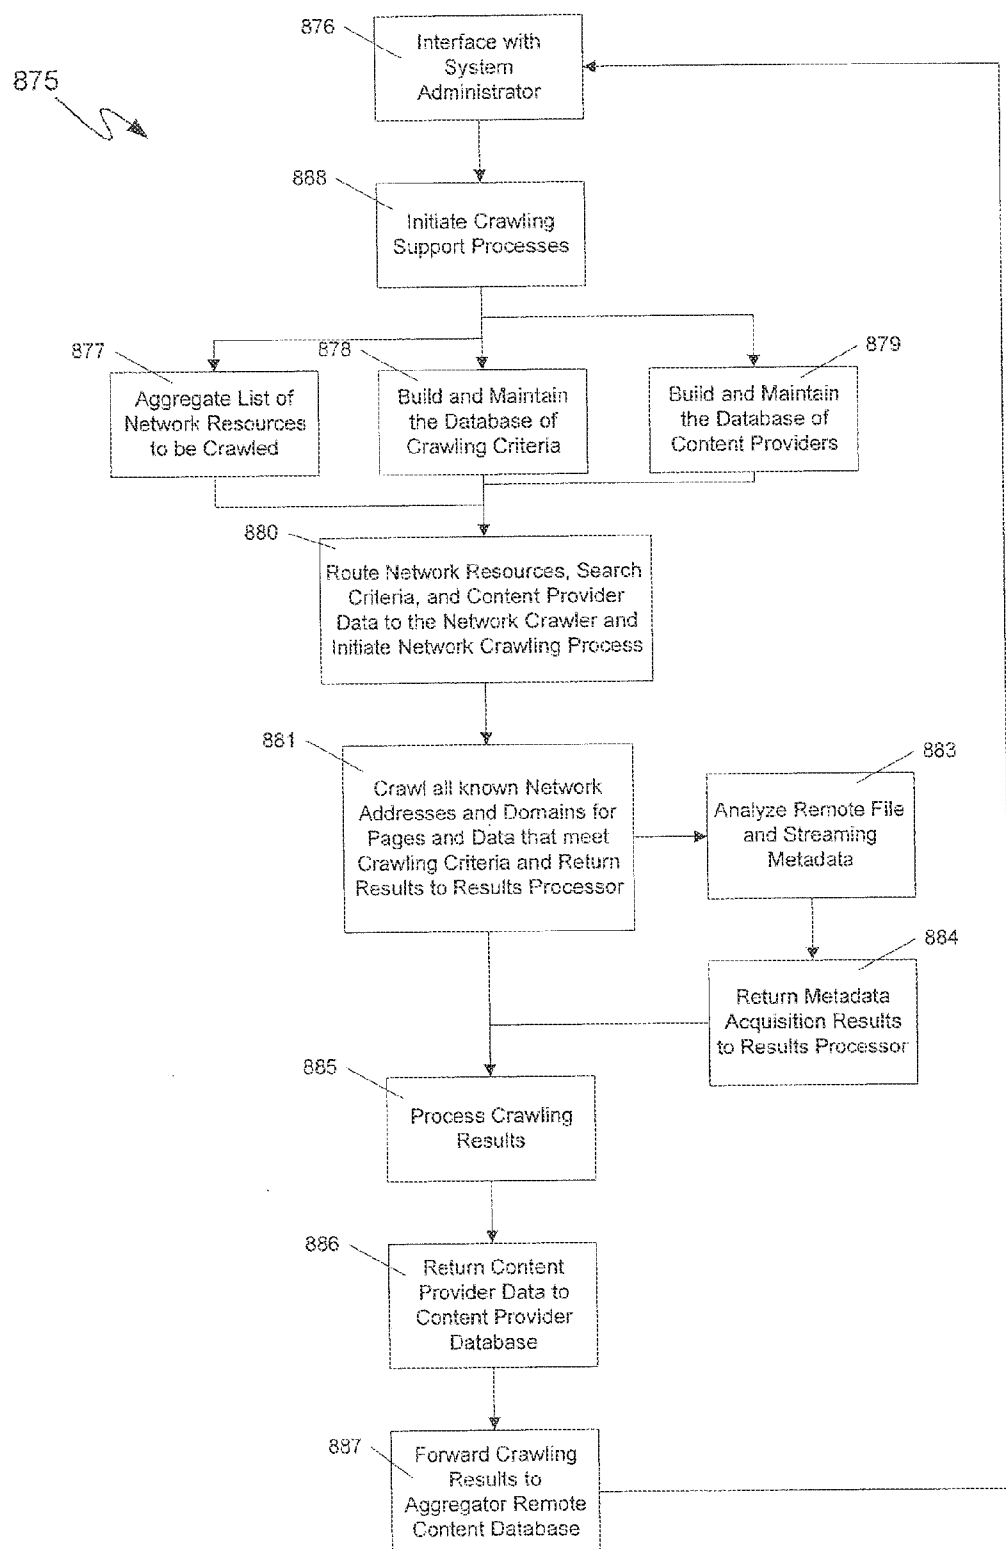 876
Interface with
System
Administrator
875
888
Initiate Crawling
Support Processes
877
Aggregate List of
Network Resources
to be Crawled
878
Build and Maintain
the Database of
Crawling Criteria
879
Build and Maintain
the Database of
Content Providers
880
Route Network Resources, Search
Criteria, and Content Provider
Data to the Network Crawler and
Initiate Network Crawling Process
881
Crawl all known Network
Addresses and Domains for
Pages and Data that meet
Crawling Criteria and Return
Results to Results Processor
883
Analyze Remote File
and Streaming
Metadata
884
Return Metadata
Acquisition Results
to Results Processor
885
Process Crawling
Results
886
Return Content
Provider Data to
Content Provider
Database
887
Forward Crawling
Results to
Aggregator Remote
Content Database